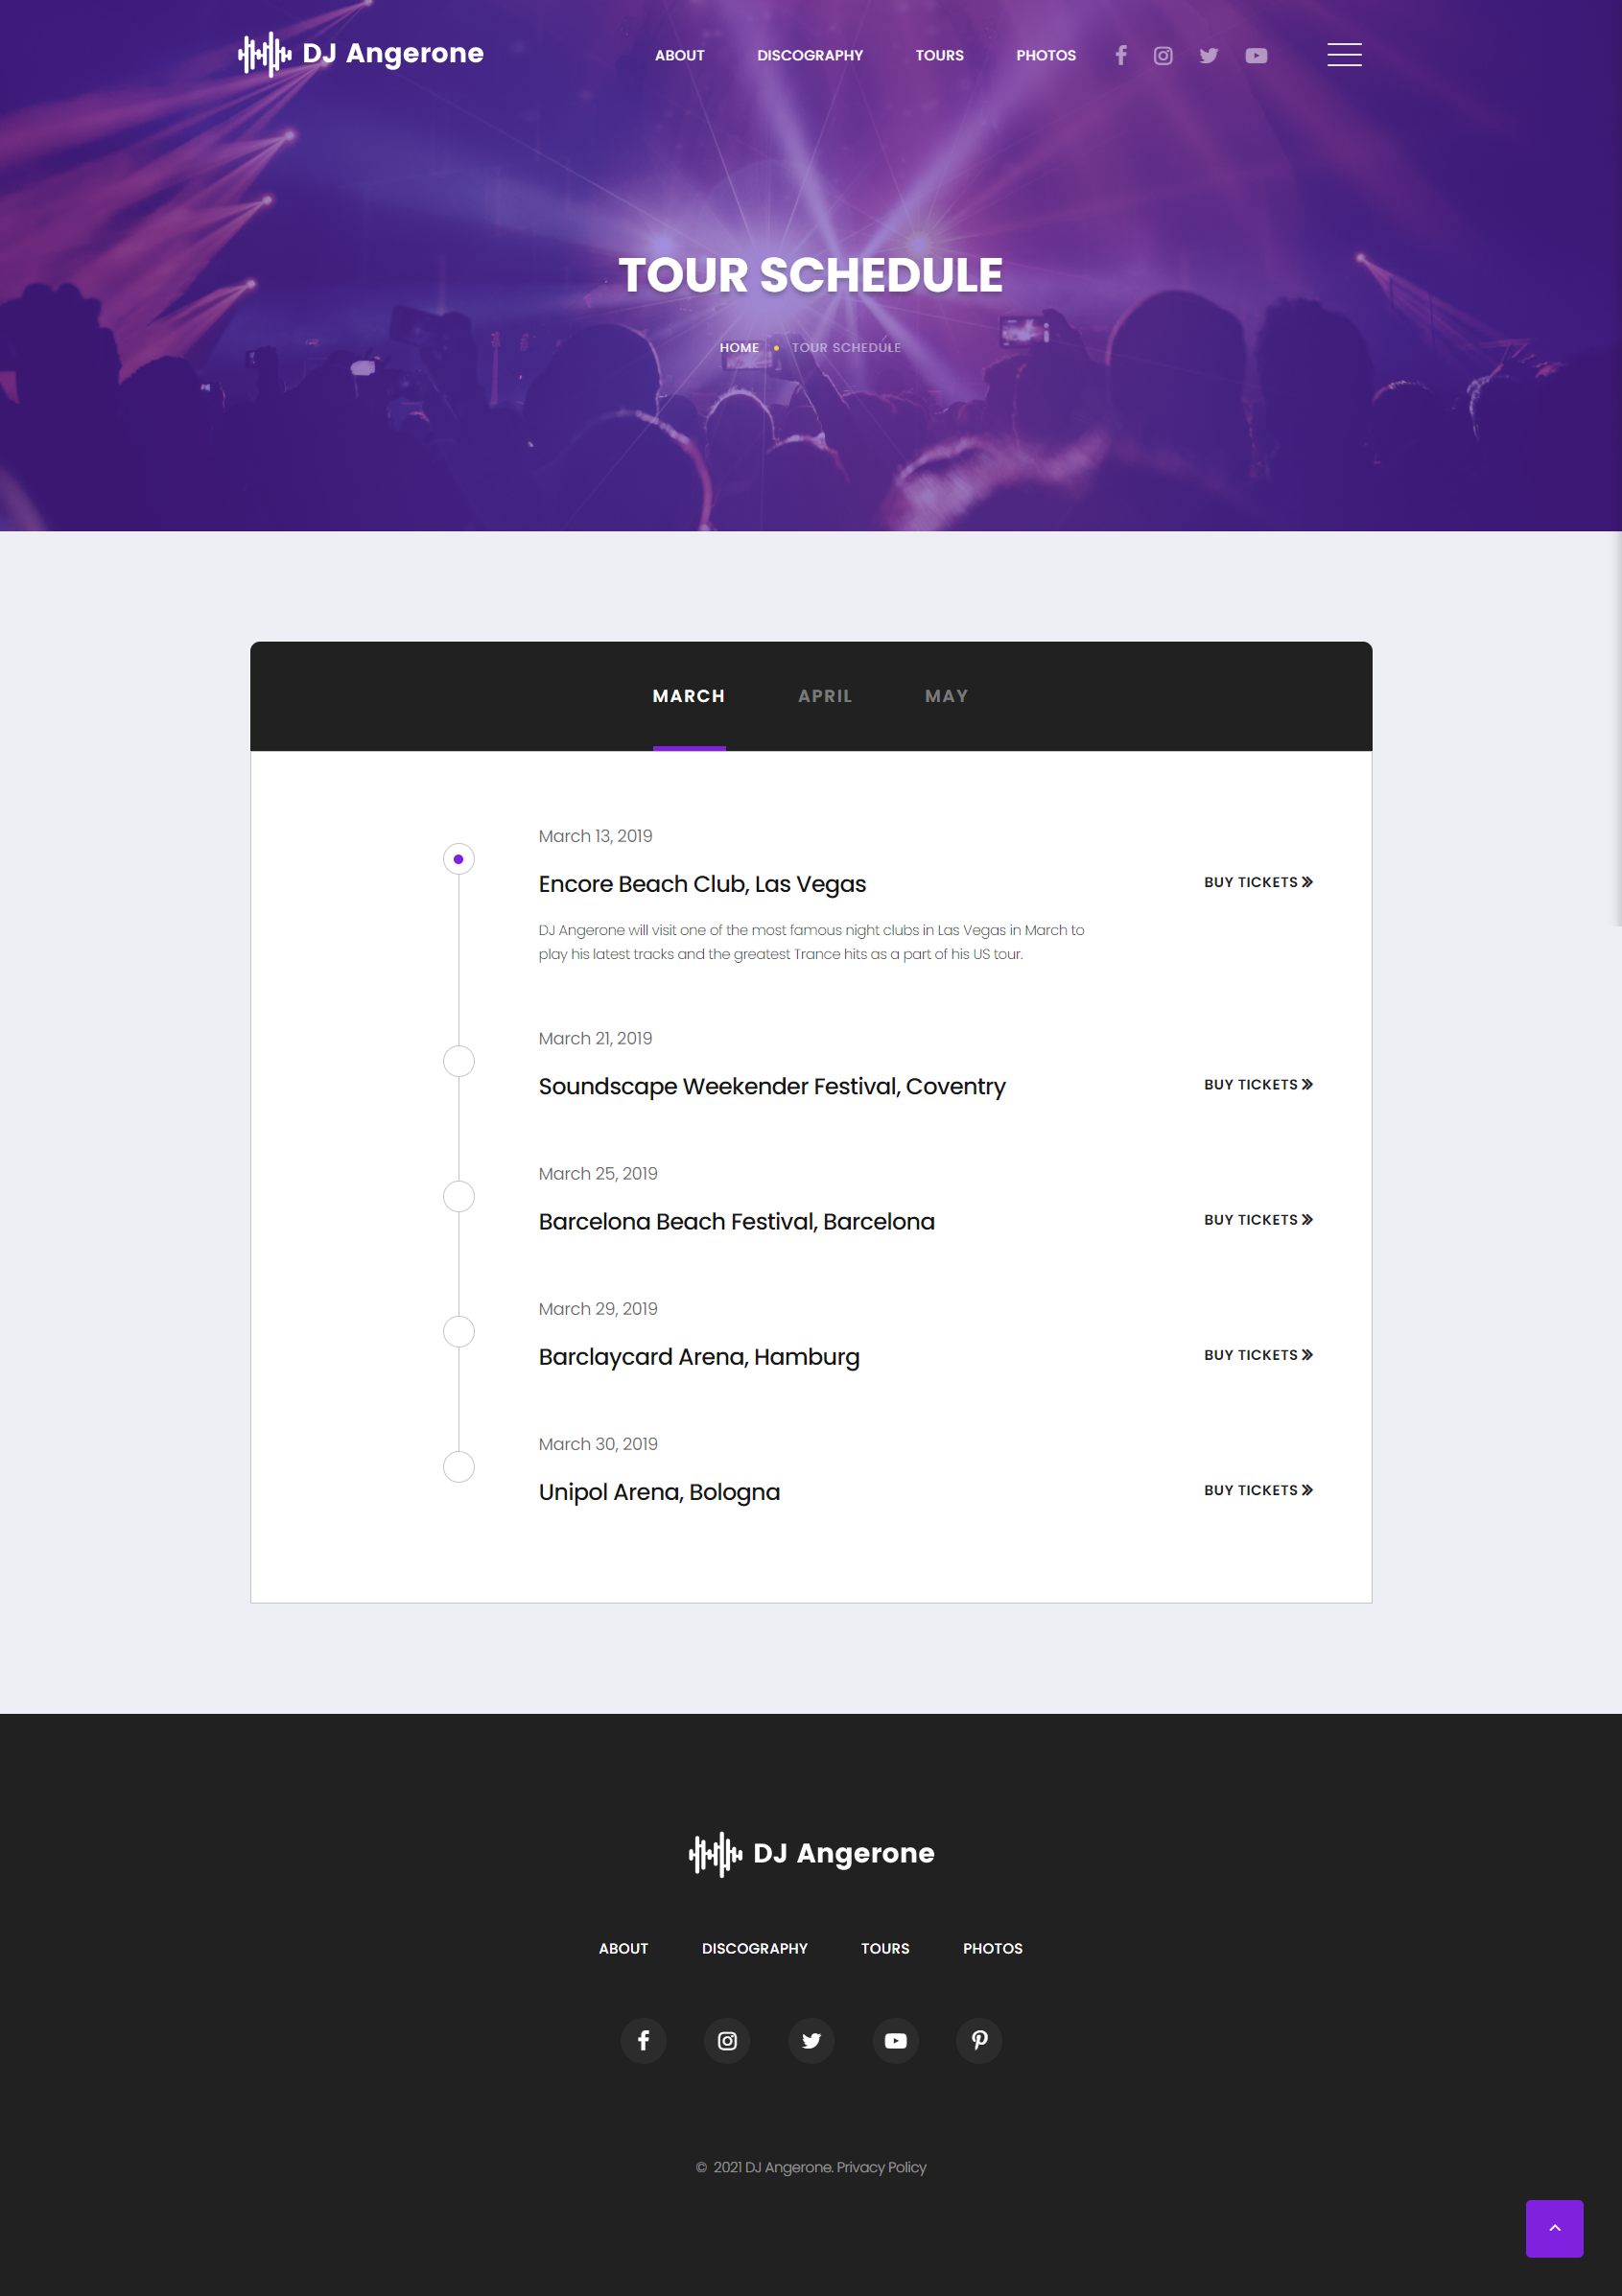 DJ Angerone
ABOUT DISCOGRAPHY TOURS PHOTOS
TOUR SCHEDULE
HOME • TOUR SCHEDULE
MARCH APRIL MAY
March 13, 2019
Encore Beach Club, Las Vegas
BUY TICKETS
DJ Angerone will visit one of the most famous night clubs in Las Vegas in March to
play his latest tracks and the greatest Trance hits as a part of his US tour.
March 21, 2019
Soundscape Weekender Festival, Coventry
BUY TICKETS
March 25, 2019
Barcelona Beach Festival, Barcelona
BUY TICKETS
March 29, 2019
Barclaycard Arena, Hamburg
BUY TICKETS
March 30, 2019
Unipol Arena, Bologna
BUY TICKETS
DJ Angerone
ABOUT DISCOGRAPHY TOURS PHOTOS
© 2021 DJ Angerone. Privacy Policy